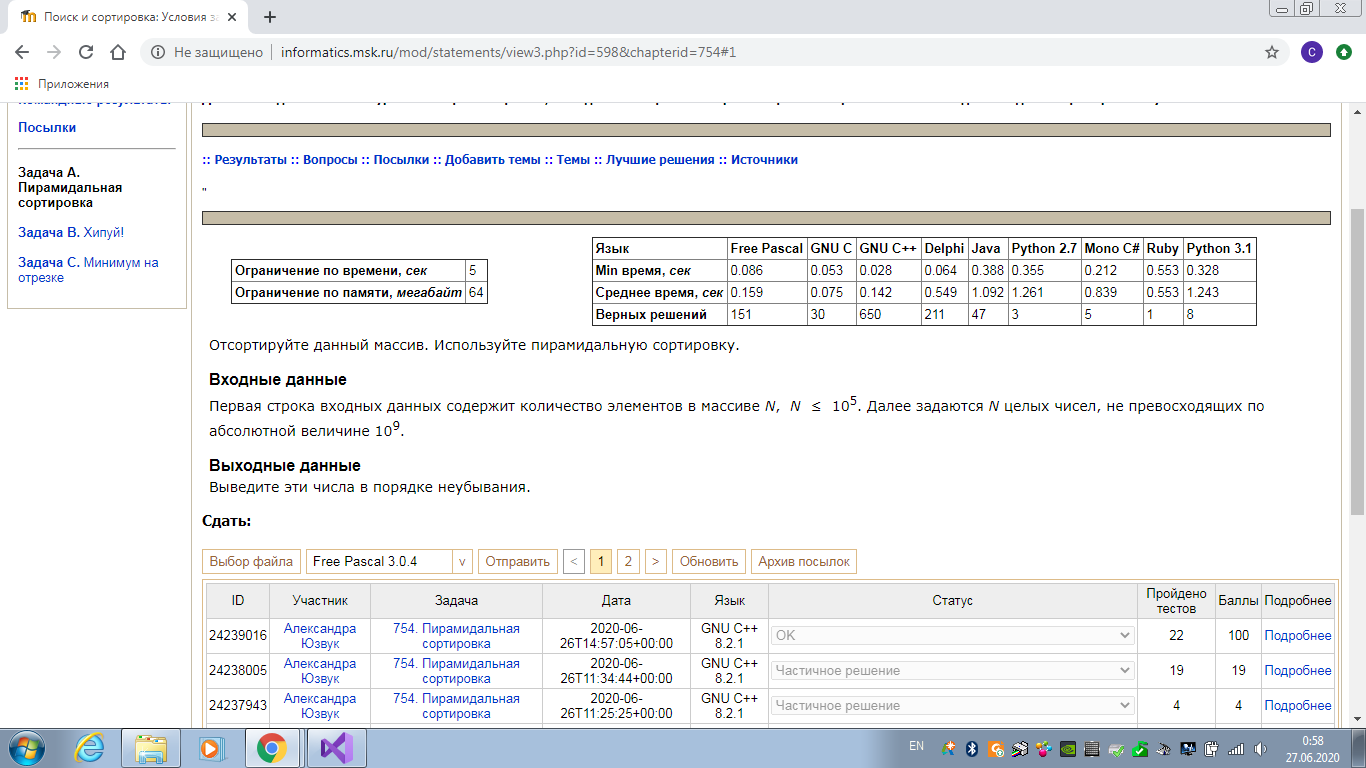 Поиск и сортировка: Условия за
Не защищено
informatics.msk.ru/mod/statements/view3.php?id=598&chapterid=754#1
C
Приложения
Посылки
Задача A.
Пирамидальная
сортировка
Задача B. Хипуй!
Задача C. Минимум на
отрезке
:: Результаты :: Вопросы :: Посылки :: Добавить темы :: Темы :: Лучшие решения :: Источники
"
Ограничение по времени, сек 5
Ограничение по памяти, мегабайт 64
Язык Free Pascal GNU C GNU C++ Delphi Java Python 2.7 Mono C# Ruby Python 3.1
Min время, сек 0.086 0.053 0.028 0.064 0.388 0.355 0.212 0.553 0.328
Среднее время, сек 0.159 0.075 0.142 0.549 1.092 1.261 0.839 0.553 1.243
Верных решений 151 30 650 211 47 3 5 1 8
Отсортируйте данный массив. Используйте пирамидальную сортировку.
Входные данные
Первая строка входных данных содержит количество элементов в массиве N, N ≤ 10⁵. Далее задаются N целых чисел, не превосходящих по
абсолютной величине 10⁹.
Выходные данные
Выведите эти числа в порядке неубывания.
Сдать:
Выбор файла Free Pascal 3.0.4 v Отправить < 1 2 > Обновить Архив посылок
ID Участник Задача Дата Язык Статус Пройдено тестов Баллы Подробнее
24239016 Александра Юзвук 754. Пирамидальная сортировка 2020-06-26T14:57:05+00:00 GNU C++ 8.2.1 OK 22 100 Подробнее
24238005 Александра Юзвук 754. Пирамидальная сортировка 2020-06-26T11:34:44+00:00 GNU C++ 8.2.1 Частичное решение 19 19 Подробнее
24237943 Александра Юзвук 754. Пирамидальная сортировка 2020-06-26T11:25:25+00:00 GNU C++ 8.2.1 Частичное решение 4 4 Подробнее
EN
0:58
27.06.2020